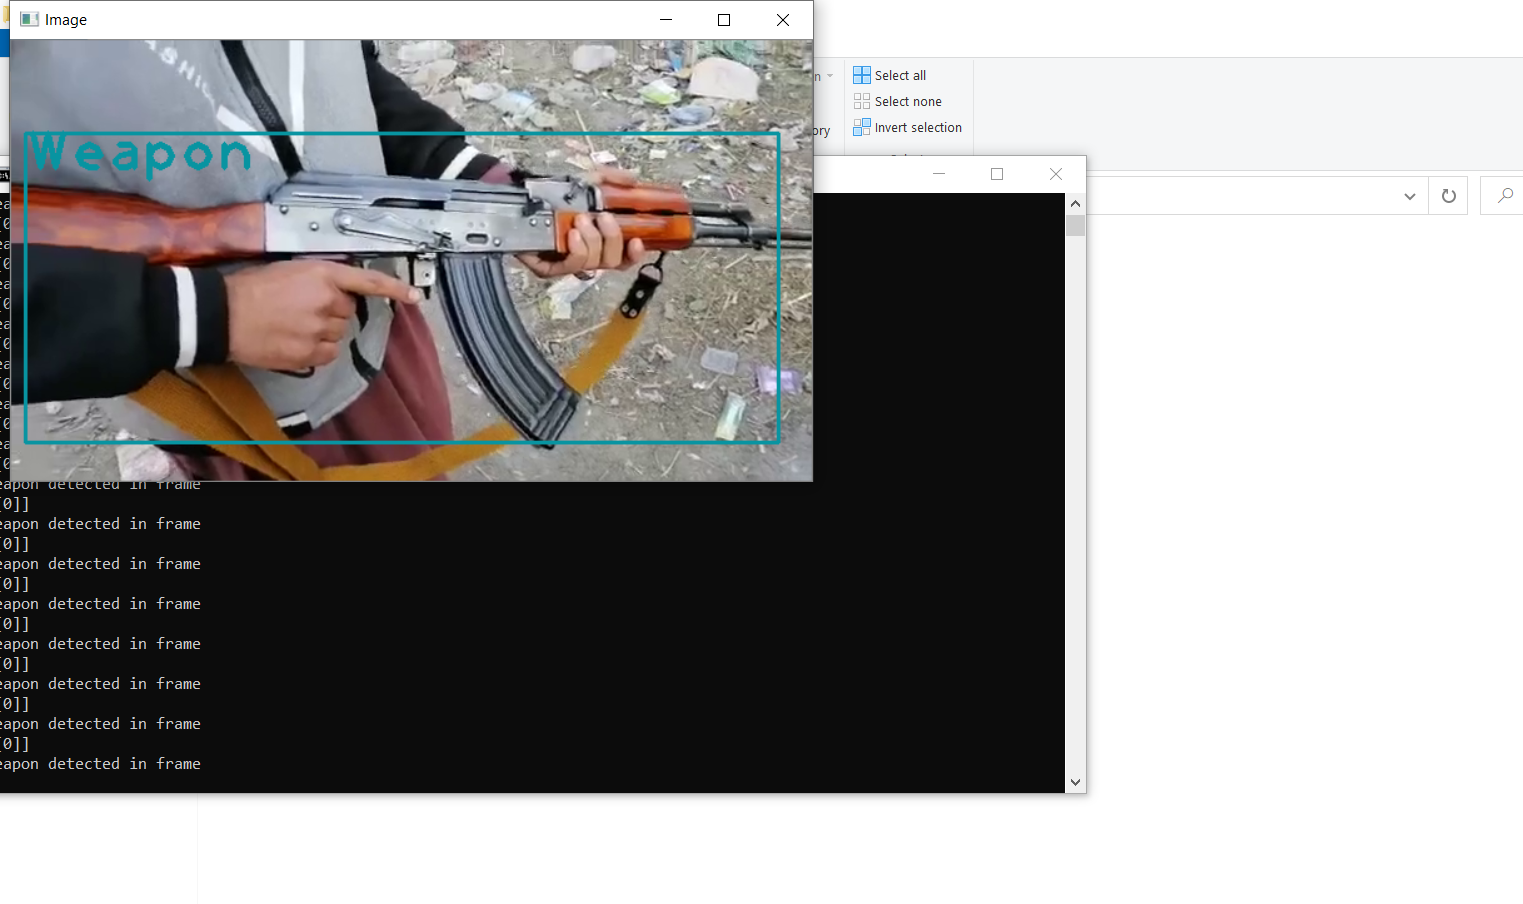 Image
Select all
Select none
Invert selection
Weapon
detected in frame
[0]]
eapon detected in frame
[0]]
eapon detected in frame
[0]]
eapon detected in frame
[0]]
eapon detected in frame
[0]]
eapon detected in frame
[0]]
eapon detected in frame
[0]]
eapon detected in frame